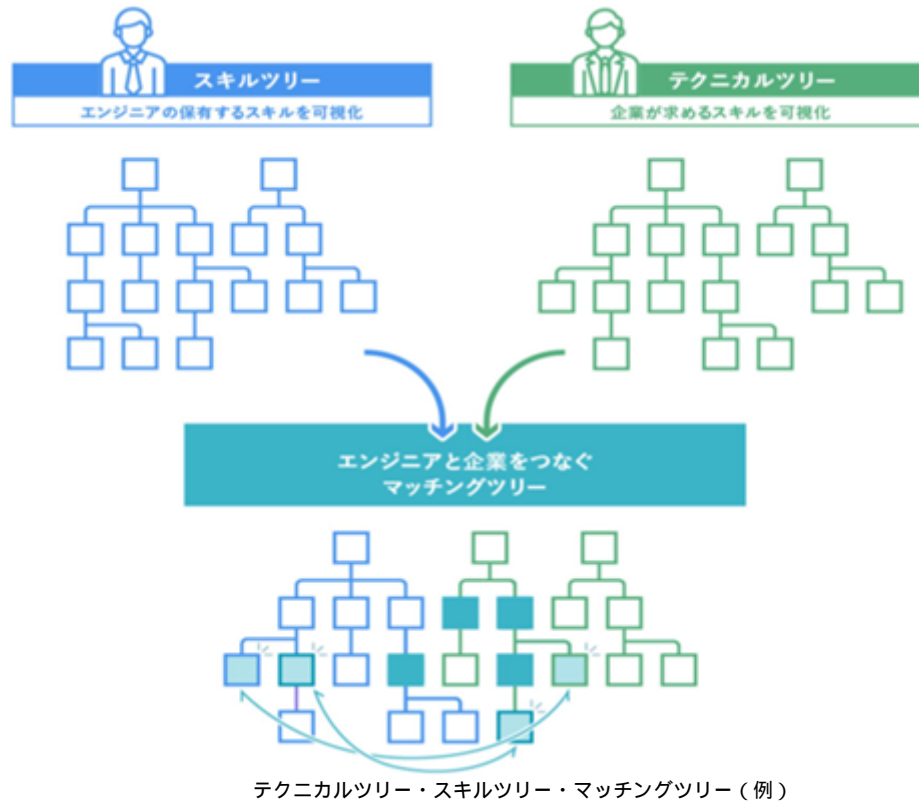 スキルツリー
エンジニアの保有するスキルを可視化
テクニカルツリー
企業が求めるスキルを可視化
エンジニアと企業をつなぐ
マッチングツリー
テクニカルツリー・スキルツリー・マッチングツリー（例）